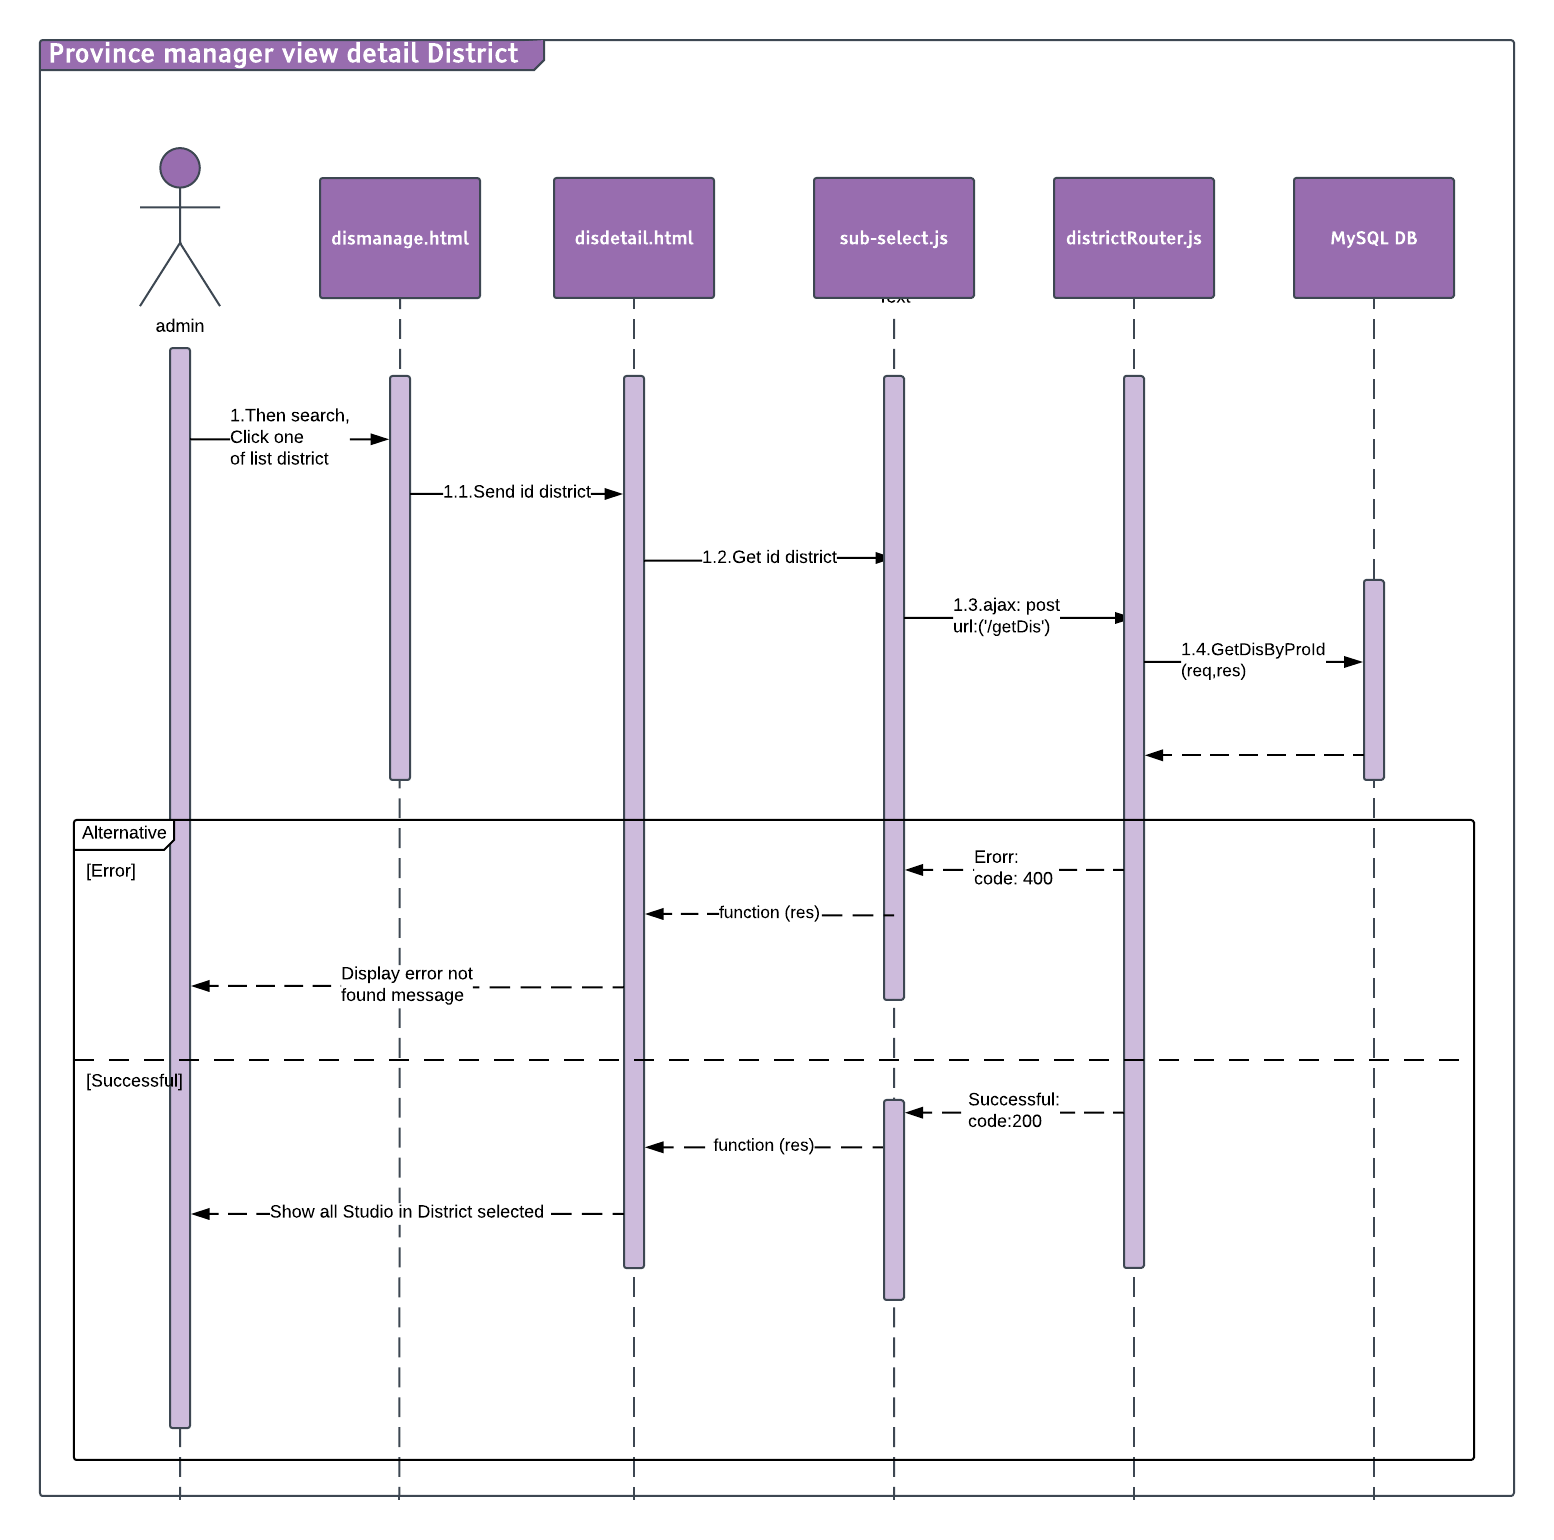 Province manager view detail District
dismanage.html
disdetail.html
sub-select.js
districtRouter.js
MySQL DB
Text
admin
1.Then search,
Click one
of list district
1.1.Send id district
1.2.Get id district
1.3.ajax: post
url:('/getDis')
1.4.GetDisByProId
(req,res)
Alternative
[Error]
Erorr:
code: 400
function (res)
Display error not
found message
[Successful]
Successful:
code:200
function (res)
Show all Studio in District selected